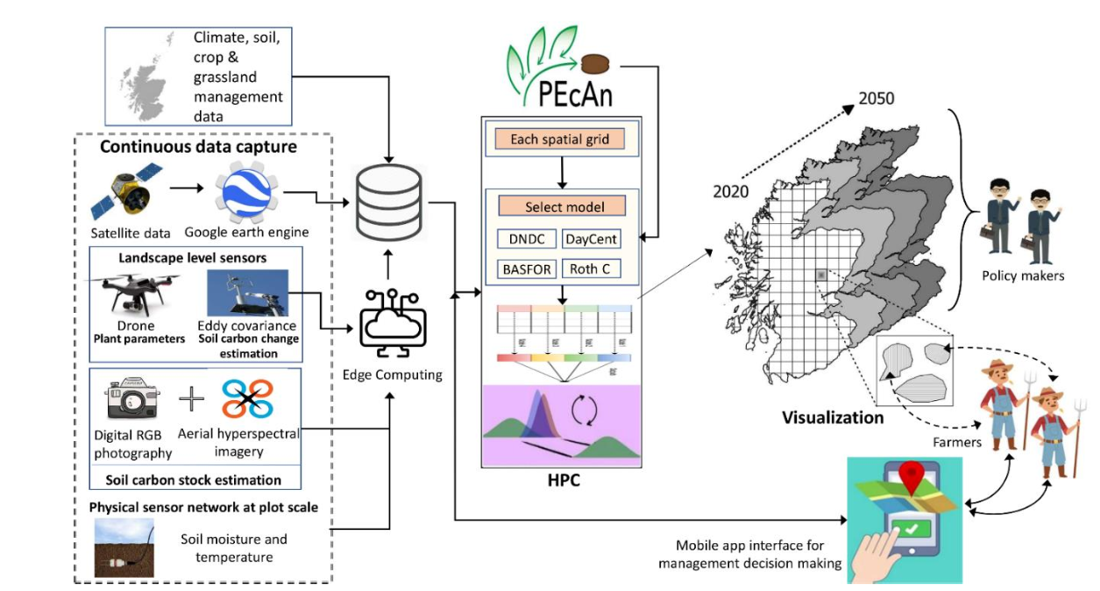 Climate, soil,
crop &
grassland
management
data
Continuous data capture
Satellite data
Google earth engine
Landscape level sensors
Drone
Plant parameters
Eddy covariance
Soil carbon change
estimation
Digital RGB
photography
Aerial hyperspectral
imagery
Soil carbon stock estimation
Physical sensor network at plot scale
Soil moisture and
temperature
Edge Computing
PEcAn
Each spatial grid
Select model
DNDC
DayCent
BASFOR
Roth C
HPC
2020
2050
Policy makers
Visualization
Farmers
Mobile app interface for
management decision making